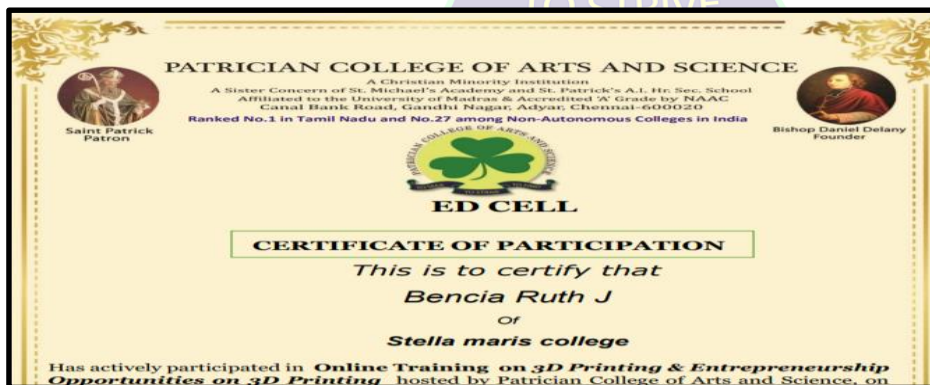 TO STRIVE
PATRICIAN COLLEGE OF ARTS AND SCIENCE
A Christian Minority Institution
A Sister Concern of St. Michael's Academy and St. Patrick's A.I. Hr. Sec. School
Affiliated to the University of Madras & Accredited 'A' Grade by NAAC
Canal Bank Road, Gandhi Nagar, Adyar, Chennai-600020
Ranked No.1 in Tamil Nadu and No.27 among Non-Autonomous Colleges in India
Saint Patrick
Patron
Bishop Daniel Delany
Founder
PATRICIAN COLLEGE OF ARTS AND SCIENCE
TO STRIVE
ED CELL
CERTIFICATE OF PARTICIPATION
This is to certify that
Bencia Ruth J
Of
Stella maris college
Has actively participated in Online Training on 3D Printing & Entrepreneurship
Opportunities on 3D Printing hosted by Patrician College of Arts and Science, on